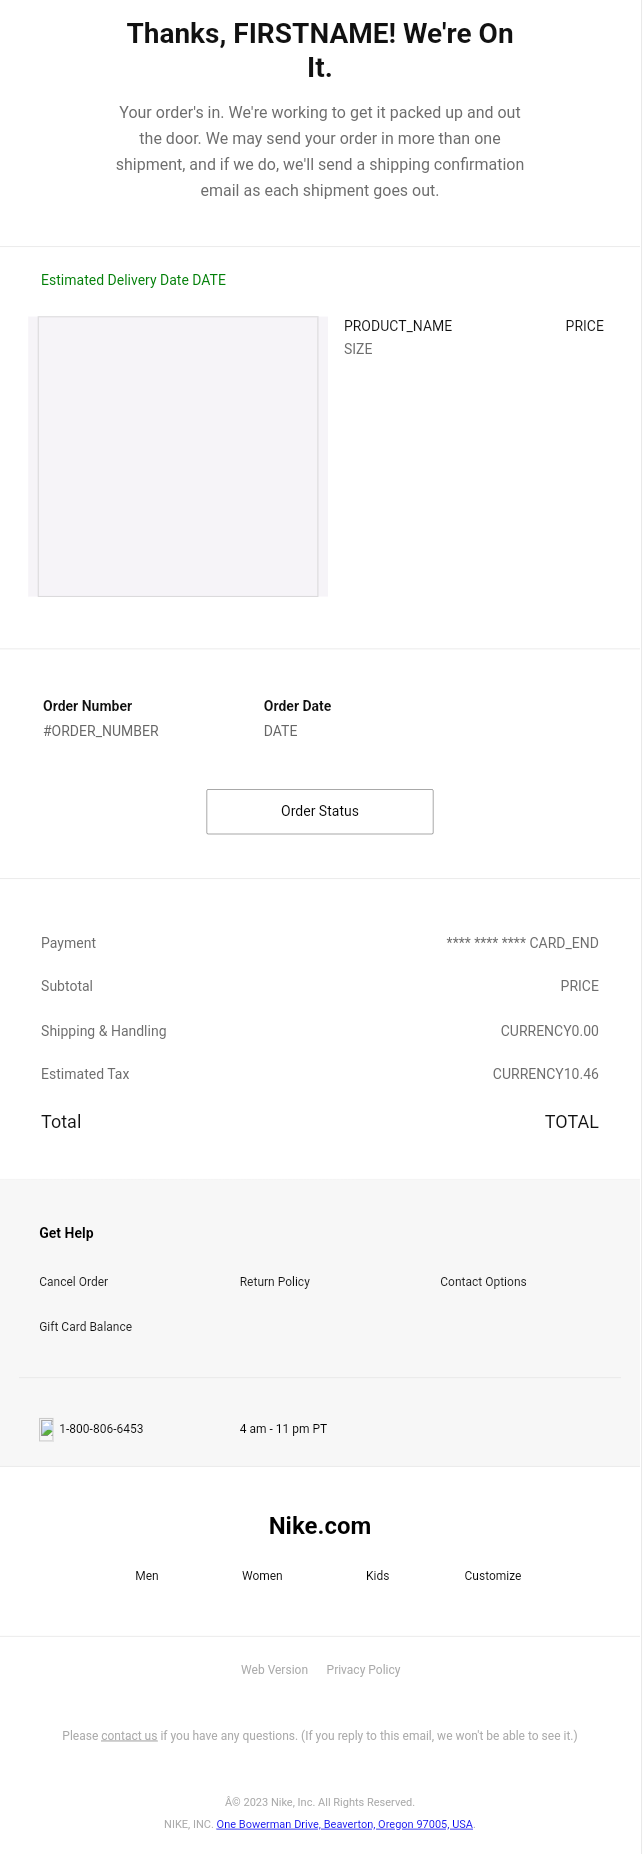 Thanks, FIRSTNAME! We're On
It.
Your order's in. We're working to get it packed up and out
the door. We may send your order in more than one
shipment, and if we do, we'll send a shipping confirmation
email as each shipment goes out.
Estimated Delivery Date DATE
PRODUCT_NAME PRICE
SIZE
Order Number Order Date
#ORDER_NUMBER DATE
Order Status
Payment **** **** **** CARD_END
Subtotal PRICE
Shipping & Handling CURRENCY0.00
Estimated Tax CURRENCY10.46
Total TOTAL
Get Help
Cancel Order Return Policy Contact Options
Gift Card Balance
1-800-806-6453 4 am - 11 pm PT
Nike.com
Men Women Kids Customize
Web Version Privacy Policy
Please contact us if you have any questions. (If you reply to this email, we won't be able to see it.)
Â© 2023 Nike, Inc. All Rights Reserved.
NIKE, INC. One Bowerman Drive, Beaverton, Oregon 97005, USA.